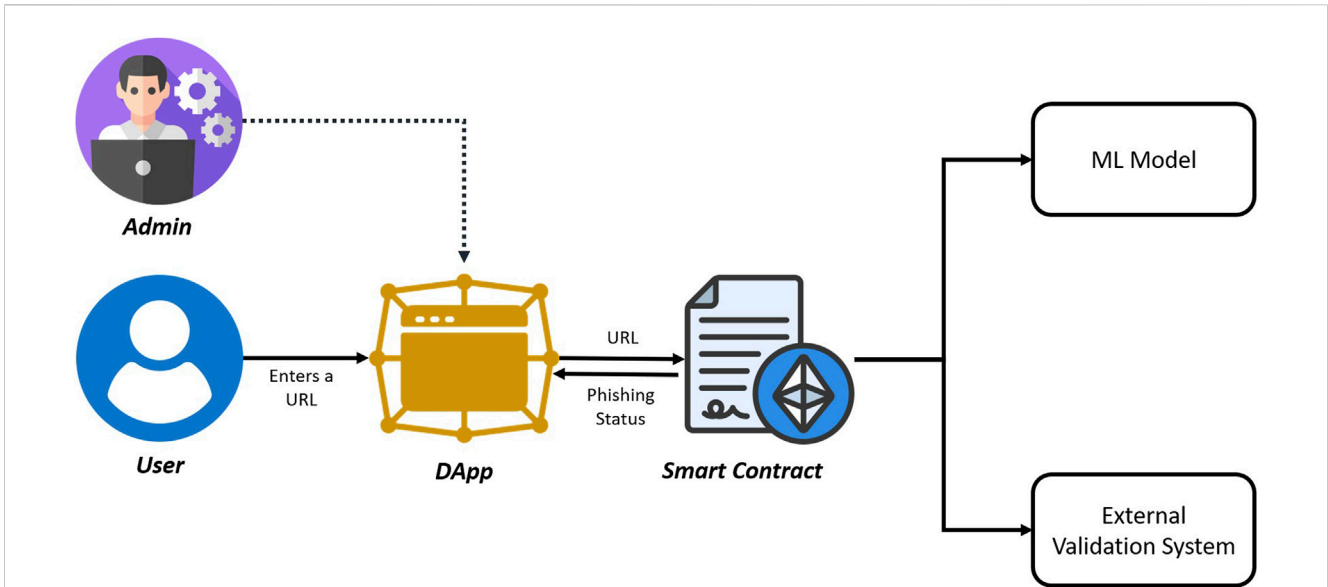 Admin
ML Model
User
Enters a
URL
DApp
URL
Phishing
Status
Smart Contract
External
Validation System